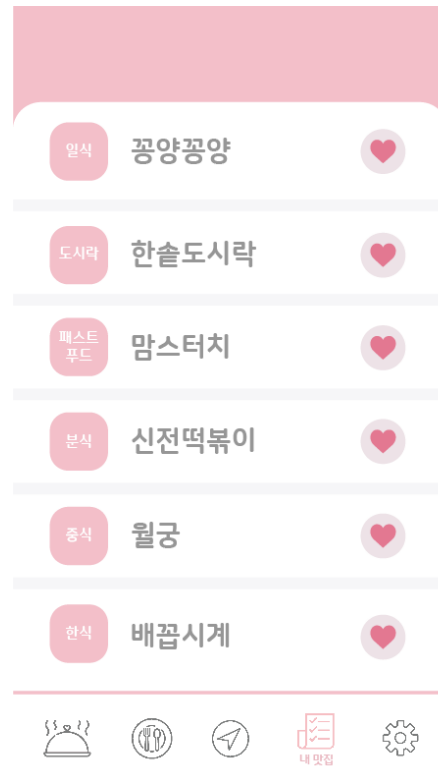 일식
꽁양꽁양
도시락
한솥도시락
패스트
푸드
맘스터치
분식
신전떡볶이
중식
월궁
한식
배꼽시계
내 맛집